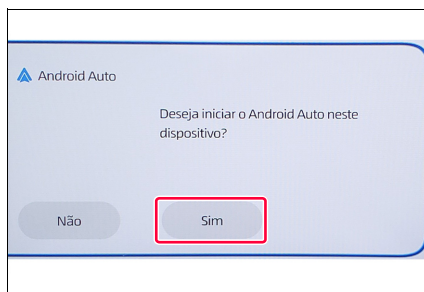 Android Auto
Deseja iniciar o Android Auto neste
dispositivo?
Não
Sim